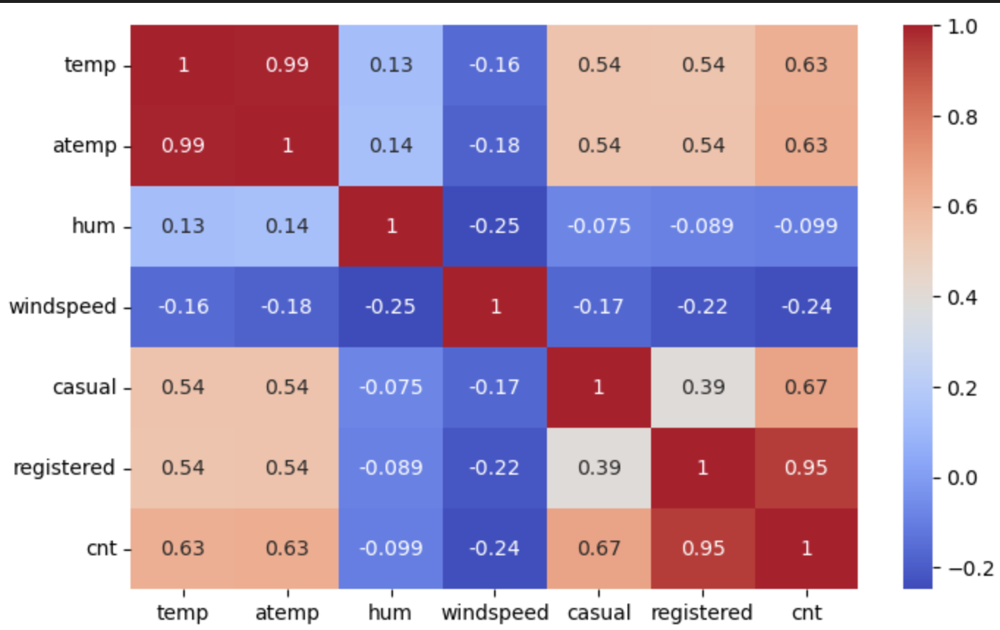 temp 1 0.99 0.13 -0.16 0.54 0.54 0.63
atemp 0.99 1 0.14 -0.18 0.54 0.54 0.63
hum 0.13 0.14 1 -0.25 -0.075 -0.089 -0.099
windspeed -0.16 -0.18 -0.25 1 -0.17 -0.22 -0.24
casual 0.54 0.54 -0.075 -0.17 1 0.39 0.67
registered 0.54 0.54 -0.089 -0.22 0.39 1 0.95
cnt 0.63 0.63 -0.099 -0.24 0.67 0.95 1
temp atemp hum windspeed casual registered cnt
1.0
0.8
0.6
0.4
0.2
0.0
−0.2